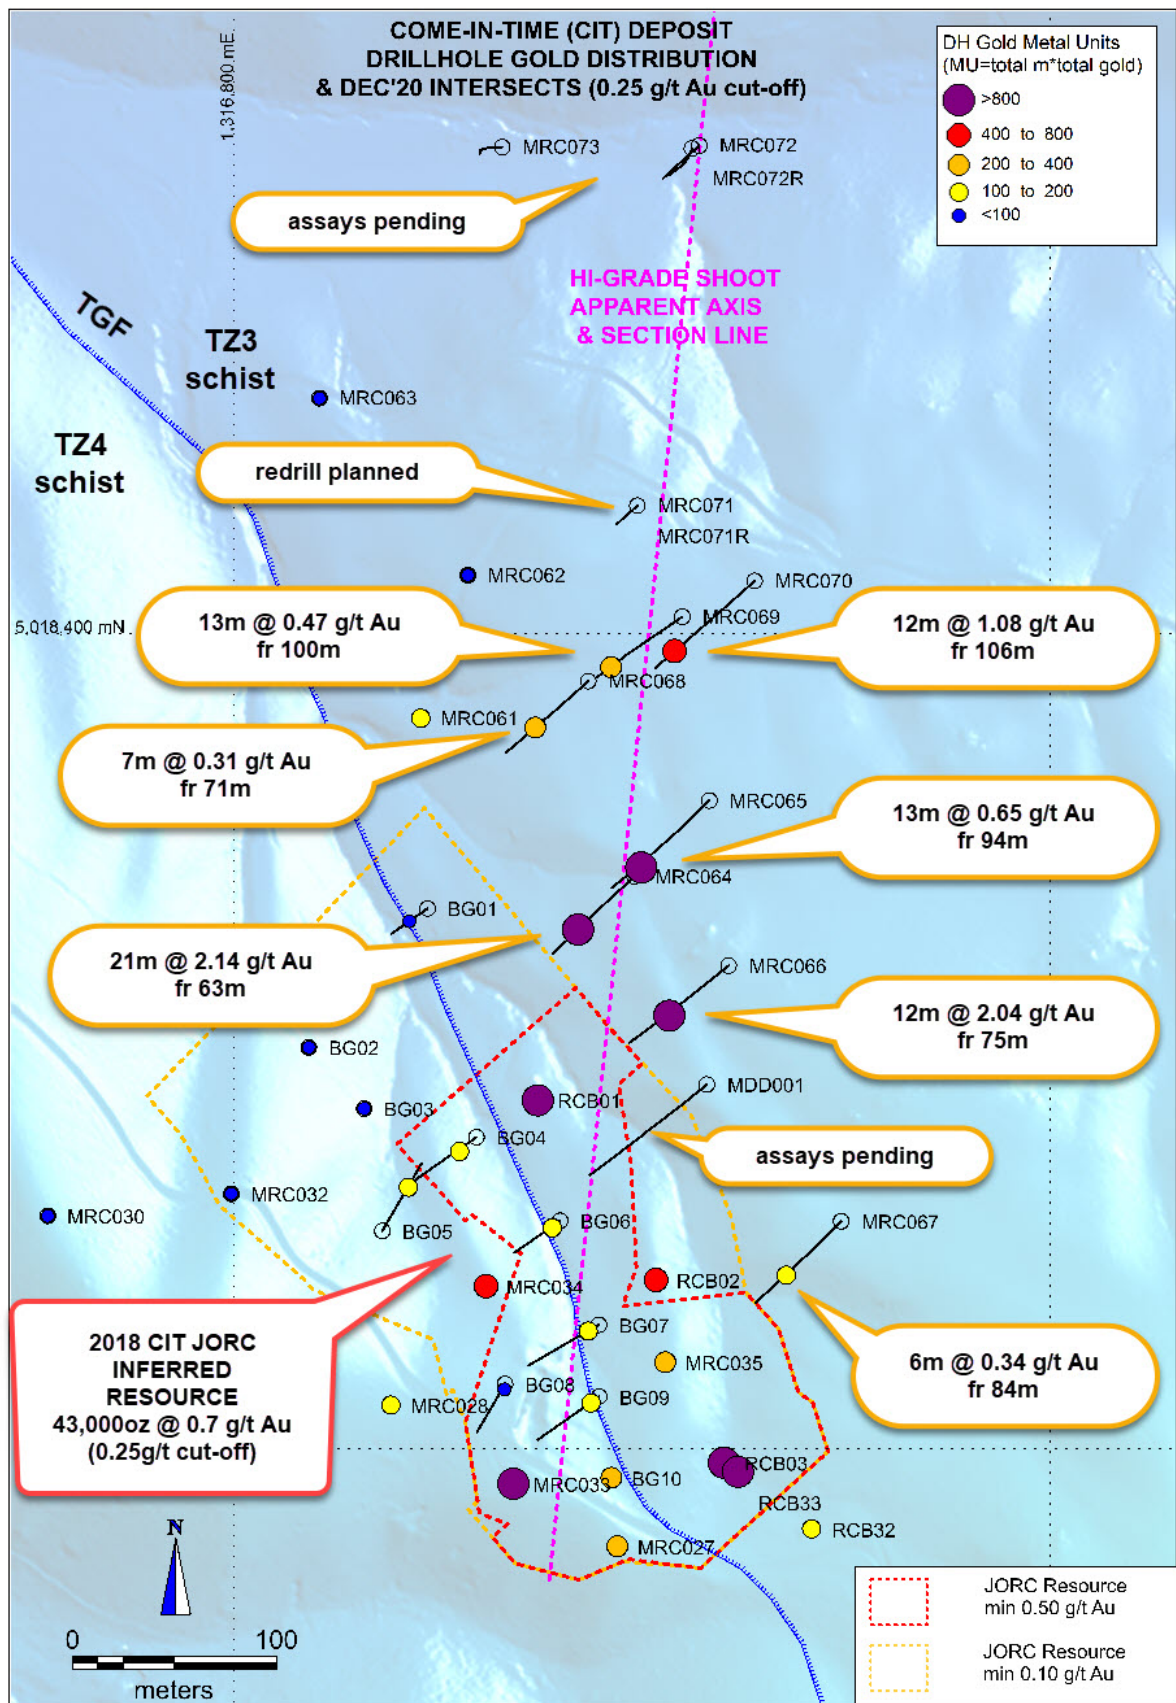 COME-IN-TIME (CIT) DEPOSIT
DRILLHOLE GOLD DISTRIBUTION
& DEC'20 INTERSECTS (0.25 g/t Au cut-off)
1,316,800 mE
DH Gold Metal Units
(MU=total m*total gold)
>800
400 to 800
200 to 400
100 to 200
<100
MRC073
MRC072
MRC072R
assays pending
HI-GRADE SHOOT
APPARENT AXIS
& SECTION LINE
TGF
TZ3
schist
MRC063
TZ4
schist
redrill planned
MRC071
MRC071R
MRC062
MRC070
13m @ 0.47 g/t Au
fr 100m
MRC069
12m @ 1.08 g/t Au
fr 106m
5,018,400 mN
MRC068
MRC061
7m @ 0.31 g/t Au
fr 71m
MRC065
13m @ 0.65 g/t Au
fr 94m
MRC064
BG01
21m @ 2.14 g/t Au
fr 63m
MRC066
12m @ 2.04 g/t Au
fr 75m
BG02
MDD001
RCB01
BG03
BG04
assays pending
MRC032
MRC030
BG05
BG06
MRC067
MRC034
RCB02
2018 CIT JORC
INFERRED
RESOURCE
43,000oz @ 0.7 g/t Au
(0.25g/t cut-off)
BG07
MRC035
6m @ 0.34 g/t Au
fr 84m
BG08
MRC028
BG09
RCB03
MRC033
BG10
RCB33
RCB32
MRC027
N
0 100
meters
JORC Resource
min 0.50 g/t Au
JORC Resource
min 0.10 g/t Au